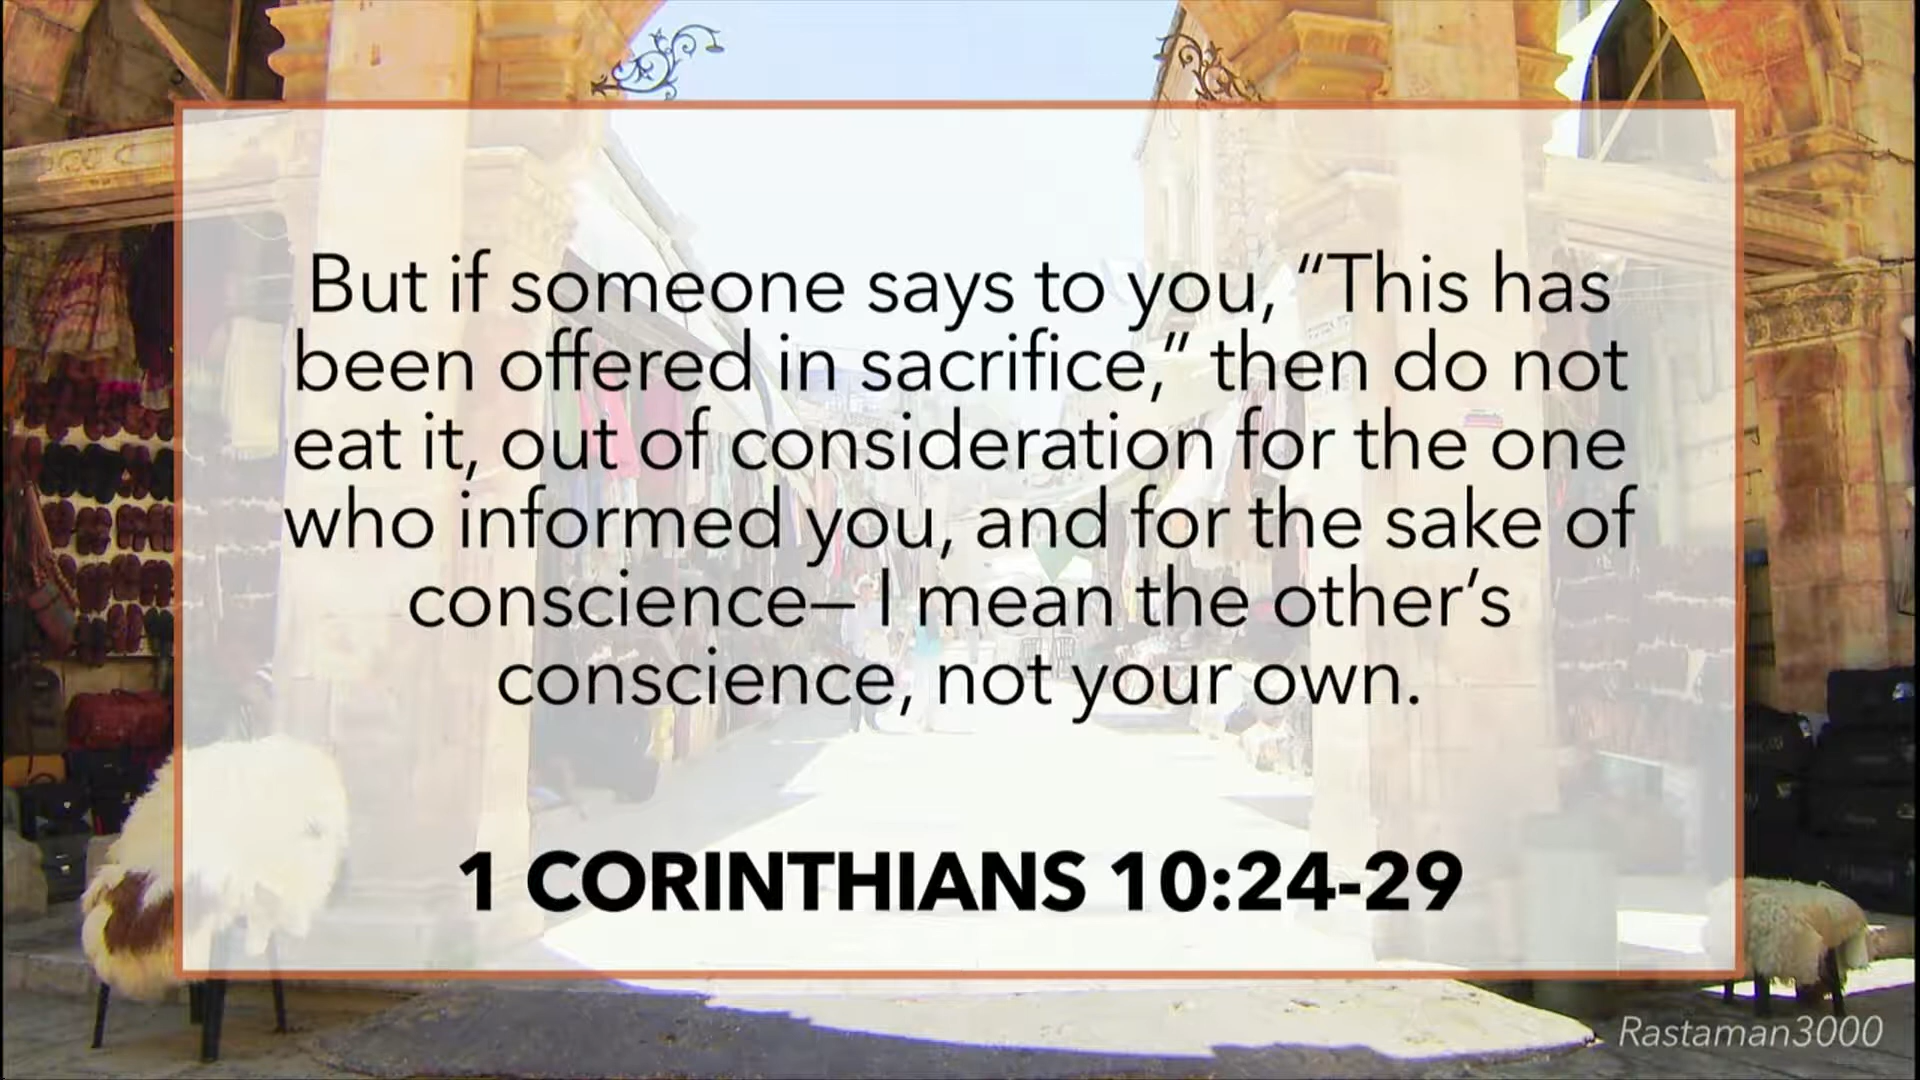 But if someone says to you, “This has
been offered in sacrifice,” then do not
eat it, out of consideration for the one
who informed you, and for the sake of
conscience— I mean the other’s
conscience, not your own.
1 CORINTHIANS 10:24-29
Rastaman3000